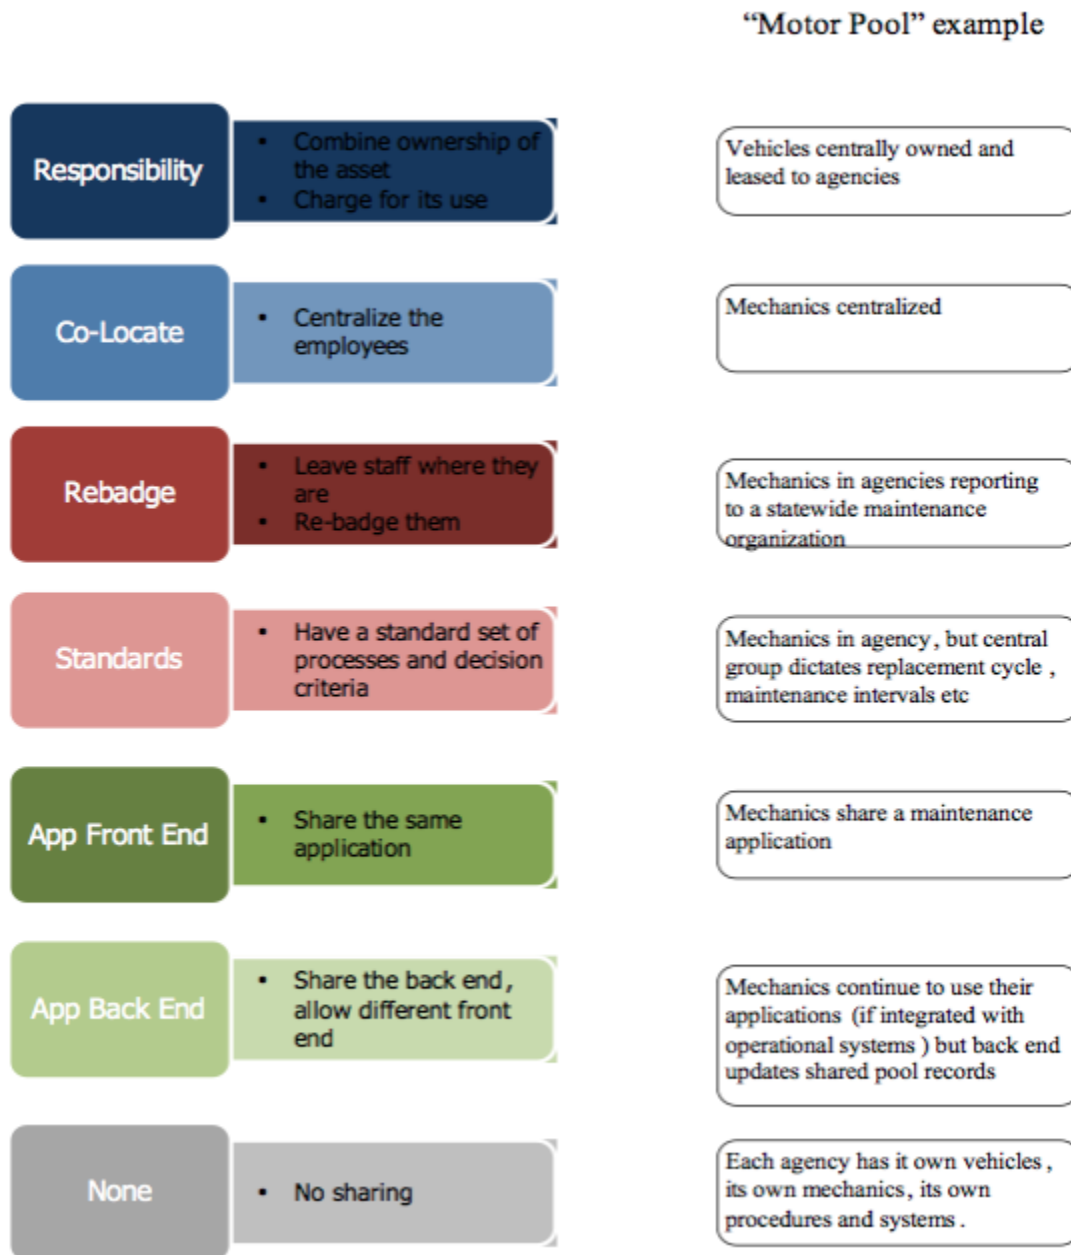 “Motor Pool” example
Responsibility
• Combine ownership of
the asset
• Charge for its use
Vehicles centrally owned and
leased to agencies
Co-Locate
• Centralize the
employees
Mechanics centralized
Rebadge
• Leave staff where they
are
• Re-badge them
Mechanics in agencies reporting
to a statewide maintenance
organization
Standards
• Have a standard set of
processes and decision
criteria
Mechanics in agency, but central
group dictates replacement cycle ,
maintenance intervals etc
App Front End
• Share the same
application
Mechanics share a maintenance
application
App Back End
• Share the back end,
allow different front
end
Mechanics continue to use their
applications (if integrated with
operational systems ) but back end
updates shared pool records
None
• No sharing
Each agency has it own vehicles ,
its own mechanics, its own
procedures and systems .